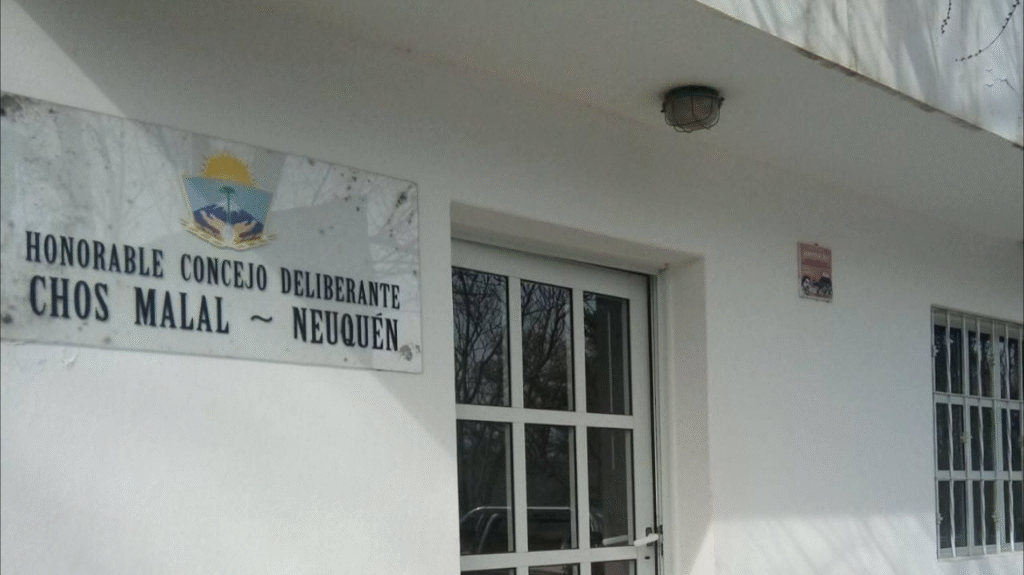 HONORABLE CONCEJO DELIBERANTE
CHOS MALAL ~ NEUQUÉN